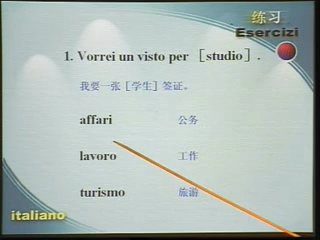 练习
Esercizi
1. Vorrei un visto per [studio].
我要一张 [学生] 签证。
affari 公务
lavoro 工作
turismo 旅游
italiano